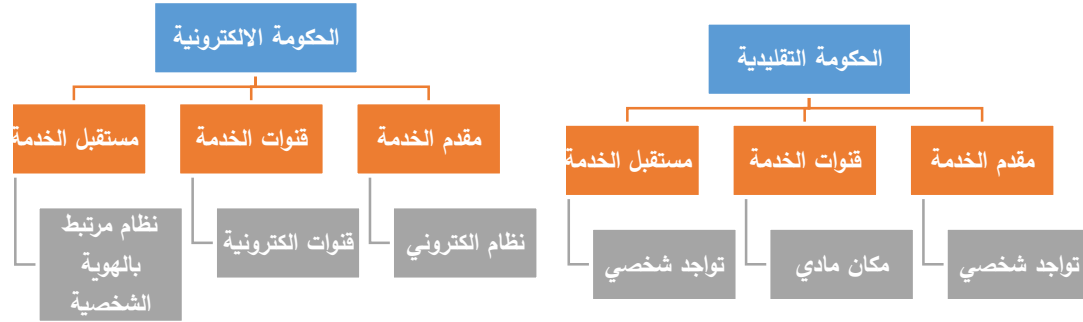 الحكومة التقليدية
مقدم الخدمة
قنوات الخدمة
مستقبل الخدمة
تواجد شخصي
مكان مادي
تواجد شخصي
الحكومة الالكترونية
مقدم الخدمة
قنوات الخدمة
مستقبل الخدمة
نظام الكتروني
قنوات الكترونية
نظام مرتبط
بالهوية
الشخصية